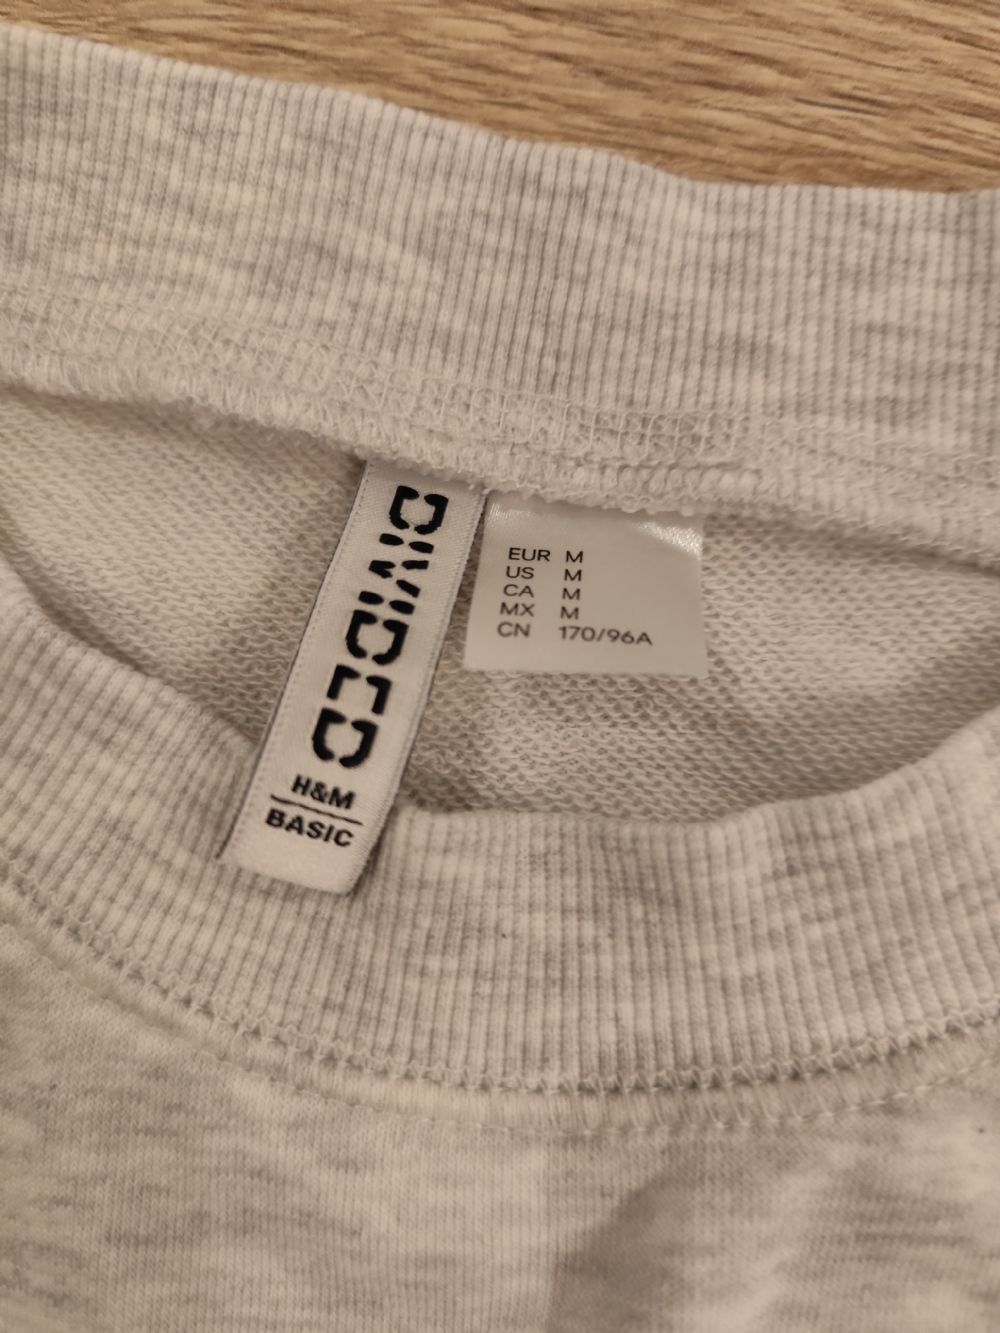 DIVIDED
H&M
BASIC
EUR M
US M
CA M
MX M
CN 170/96A